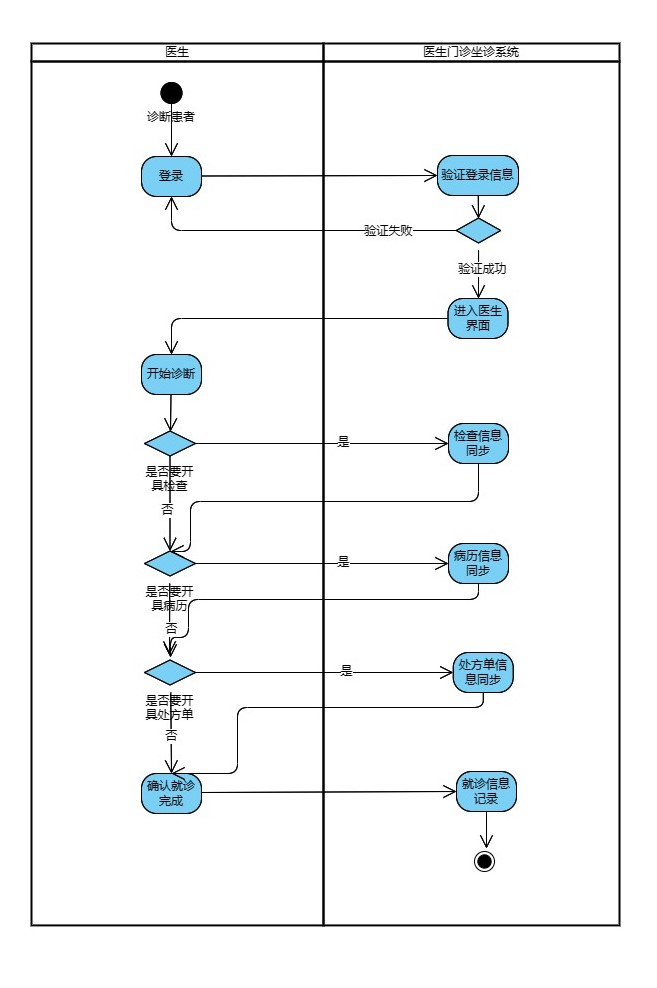 医生
医生门诊坐诊系统
诊断患者
登录
验证登录信息
验证失败
验证成功
进入医生
界面
开始诊断
是
检查信息
同步
是否要开
具检查
否
是
病历信息
同步
是否要开
具病历
否
是
处方单信
息同步
是否要开
具处方单
否
确认就诊
完成
就诊信息
记录